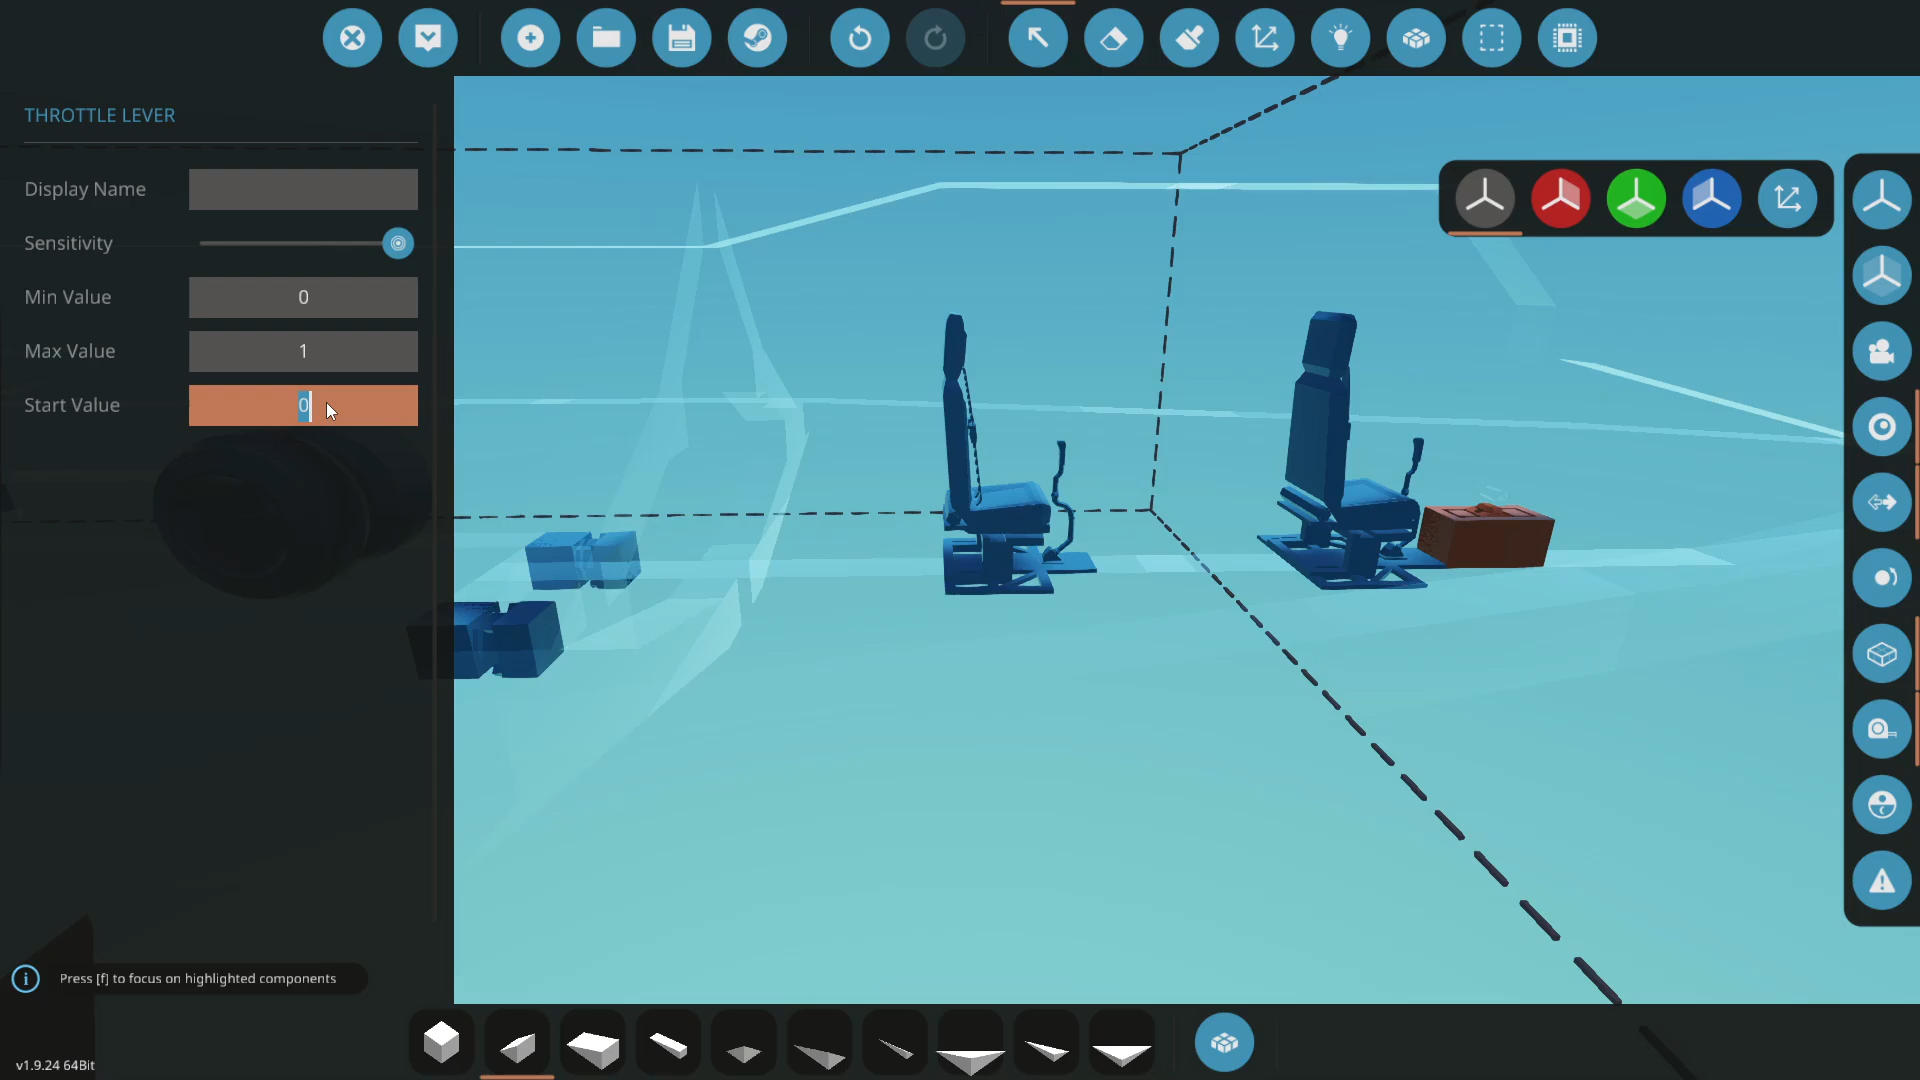 THROTTLE LEVER
Display Name
Sensitivity
Min Value 0
Max Value 1
Start Value 0
Press [f] to focus on highlighted components
v1.9.24 64Bit